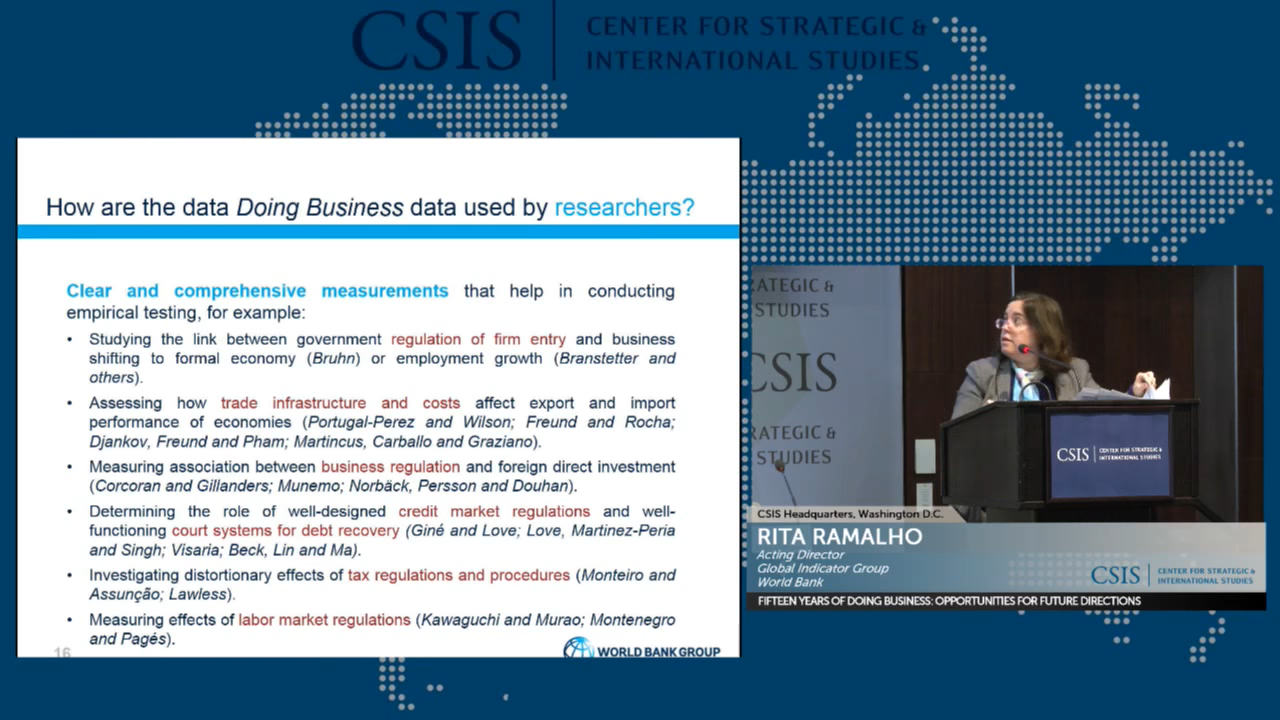 CSIS
CENTER FOR STRATEGIC &
INTERNATIONAL STUDIES
How are the data Doing Business data used by researchers?
Clear and comprehensive measurements that help in conducting
empirical testing, for example:
• Studying the link between government regulation of firm entry and business
shifting to formal economy (Bruhn) or employment growth (Branstetter and
others).
• Assessing how trade infrastructure and costs affect export and import
performance of economies (Portugal-Perez and Wilson; Freund and Rocha;
Djankov, Freund and Pham; Martincus, Carballo and Graziano).
• Measuring association between business regulation and foreign direct investment
(Corcoran and Gillanders; Munemo; Norbäck, Persson and Douhan).
• Determining the role of well-designed credit market regulations and well-
functioning court systems for debt recovery (Giné and Love; Love, Martinez-Peria
and Singh; Visaria; Beck, Lin and Ma).
• Investigating distortionary effects of tax regulations and procedures (Monteiro and
Assunção; Lawless).
• Measuring effects of labor market regulations (Kawaguchi and Murao; Montenegro
and Pagés).
16
WORLD BANK GROUP
ATEGIC &
STUDIES
CSIS
RATEGIC &
STUDIES
CSIS
CENTER FOR STRATEGIC &
INTERNATIONAL STUDIES
CSIS Headquarters, Washington D.C.
RITA RAMALHO
Acting Director
Global Indicator Group
World Bank
CSIS
CENTER FOR STRATEGIC &
INTERNATIONAL STUDIES
FIFTEEN YEARS OF DOING BUSINESS: OPPORTUNITIES FOR FUTURE DIRECTIONS